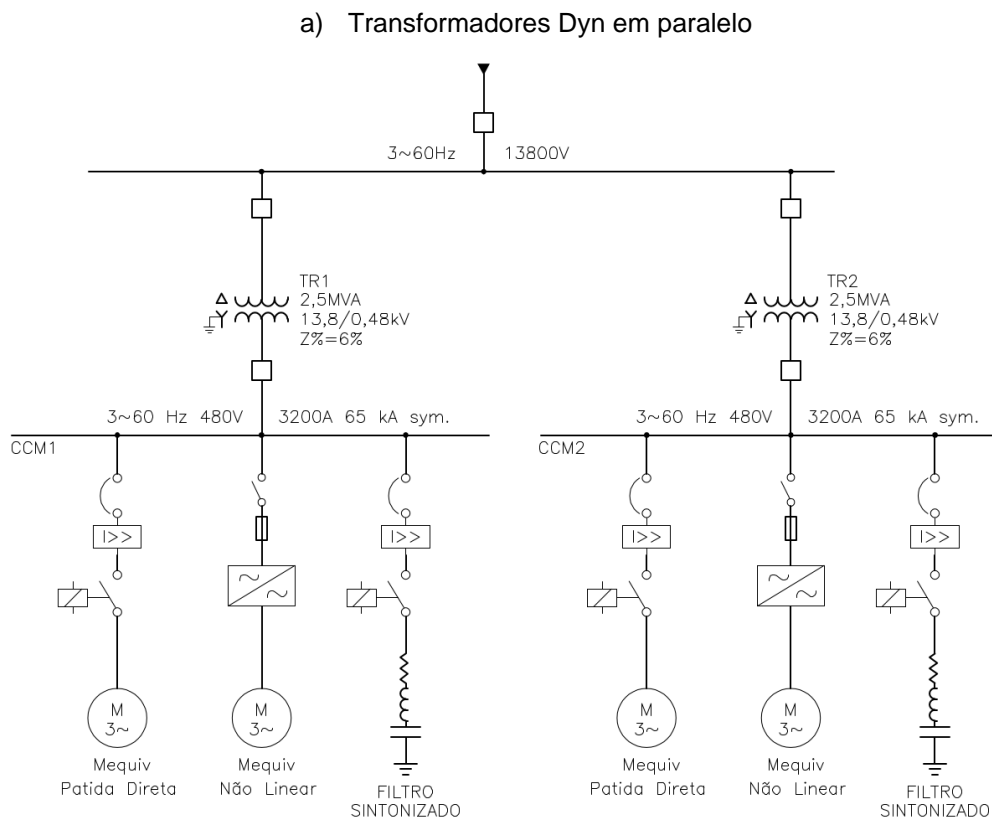 a) Transformadores Dyn em paralelo
3~60Hz 13800V
TR1
2,5MVA
13,8/0,48kV
Z%=6%
TR2
2,5MVA
13,8/0,48kV
Z%=6%
3~60 Hz 480V 3200A 65 kA sym.
CCM1
3~60 Hz 480V 3200A 65 kA sym.
CCM2
I>>
I>>
I>>
I>>
M
3~
M
3~
M
3~
M
3~
Mequiv
Patida Direta
Mequiv
Não Linear
FILTRO
SINTONIZADO
Mequiv
Patida Direta
Mequiv
Não Linear
FILTRO
SINTONIZADO